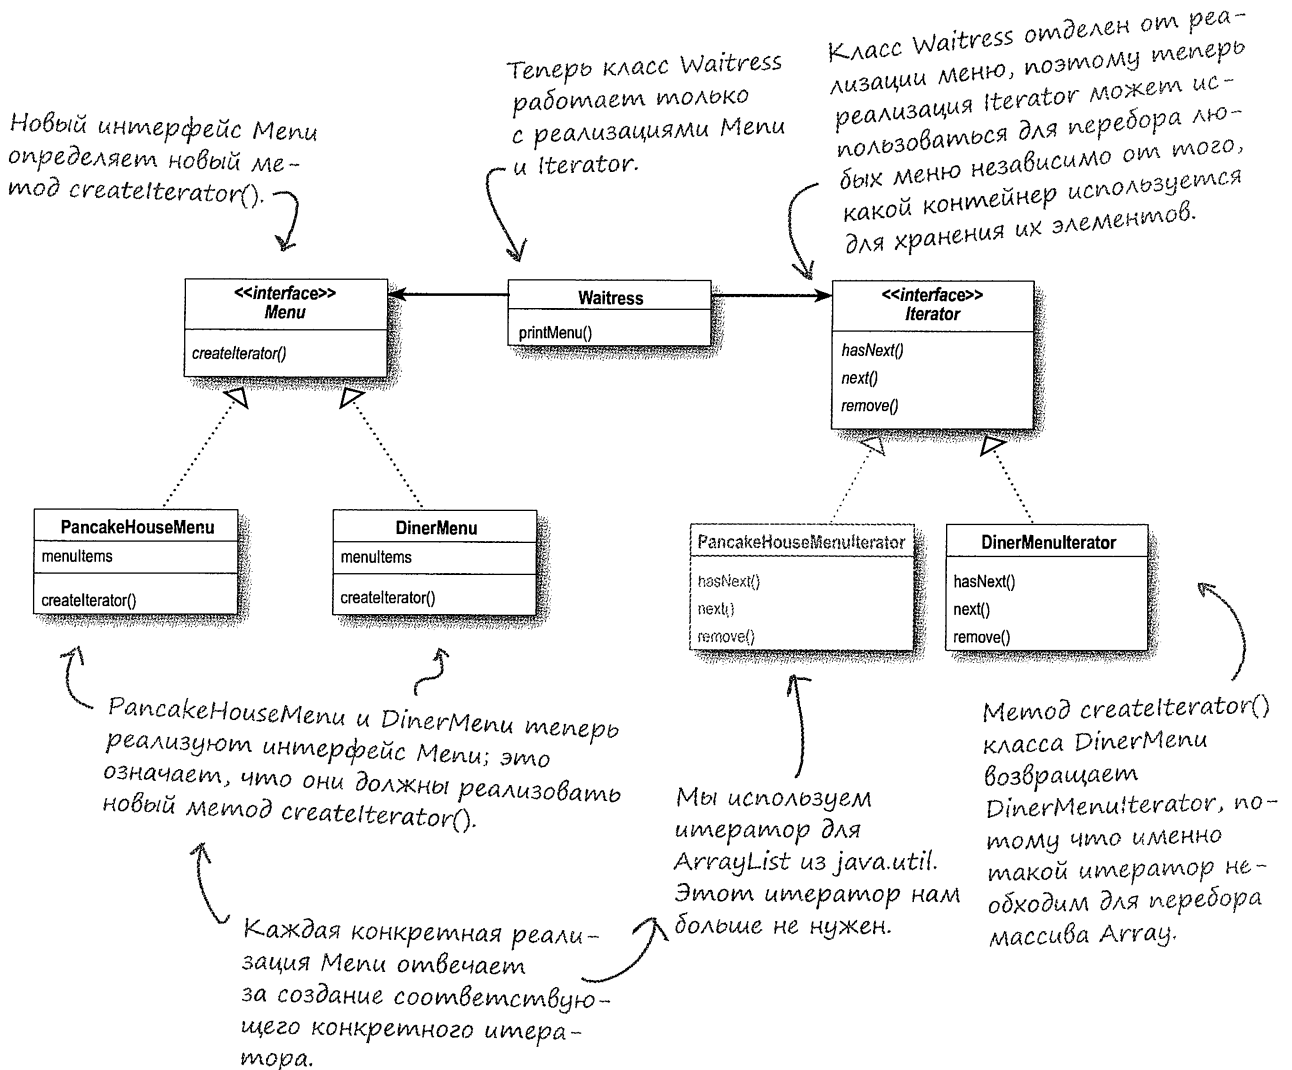 Новый интерфейс Menu
определяет новый ме-
тод createIterator().
Теперь класс Waitress
работает только
с реализациями Menu
и Iterator.
Класс Waitress отделен от реа-
лизации меню, поэтому теперь
реализация Iterator может ис-
пользоваться для перебора лю-
бых меню независимо от того,
какой контейнер используется
для хранения их элементов.
<<interface>>
Menu
createIterator()
Waitress
printMenu()
<<interface>>
Iterator
hasNext()
next()
remove()
PancakeHouseMenu
menuItems
createIterator()
DinerMenu
menuItems
createIterator()
PancakeHouseMenuIterator
hasNext()
next()
remove()
DinerMenuIterator
hasNext()
next()
remove()
PancakeHouseMenu и DinerMenu теперь
реализуют интерфейс Menu; это
означает, что они должны реализовать
новый метод createIterator().
Мы используем
итератор для
ArrayList из java.util.
Этот итератор нам
больше не нужен.
Метод createIterator()
класса DinerMenu
возвращает
DinerMenuIterator, по-
тому что именно
такой итератор не-
обходим для перебора
массива Array.
Каждая конкретная реали-
зация Menu отвечает
за создание соответствую-
щего конкретного итера-
тора.